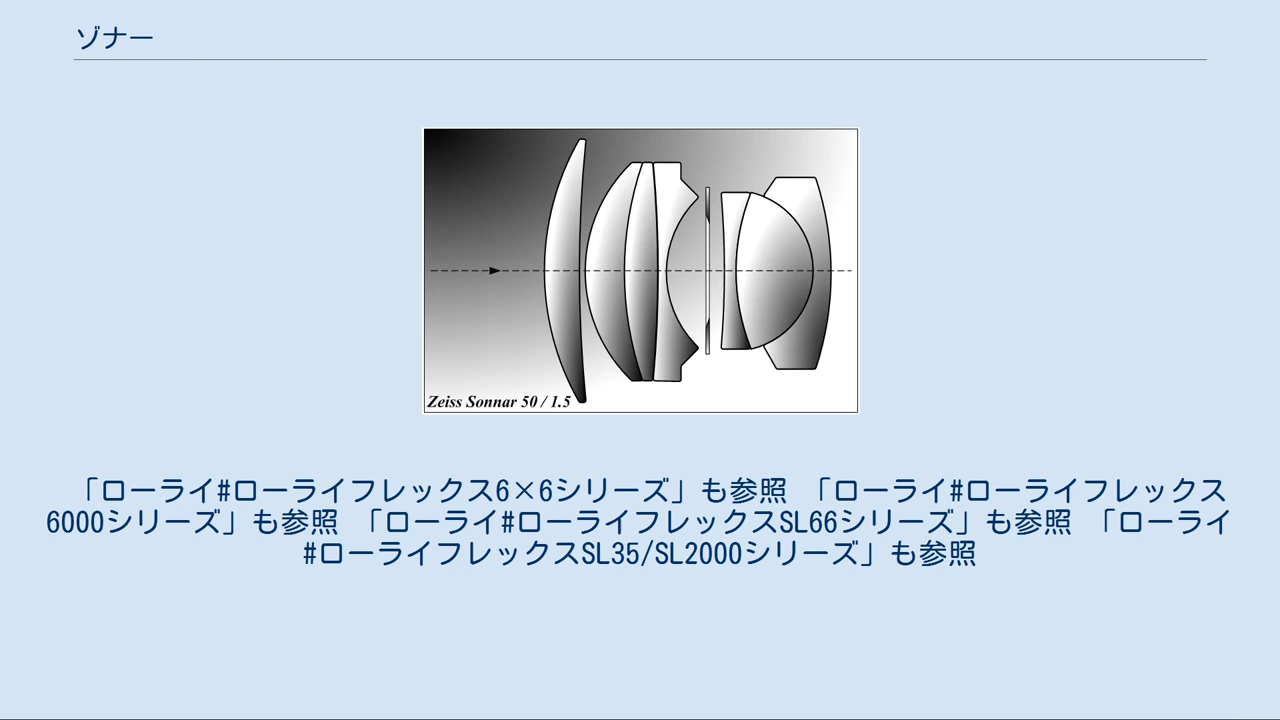 ゾナー
Zeiss Sonnar 50 / 1.5
「ローライ#ローライフレックス6×6シリーズ」も参照 「ローライ#ローライフレックス
6000シリーズ」も参照 「ローライ#ローライフレックスSL66シリーズ」も参照 「ローライ
#ローライフレックスSL35/SL2000シリーズ」も参照